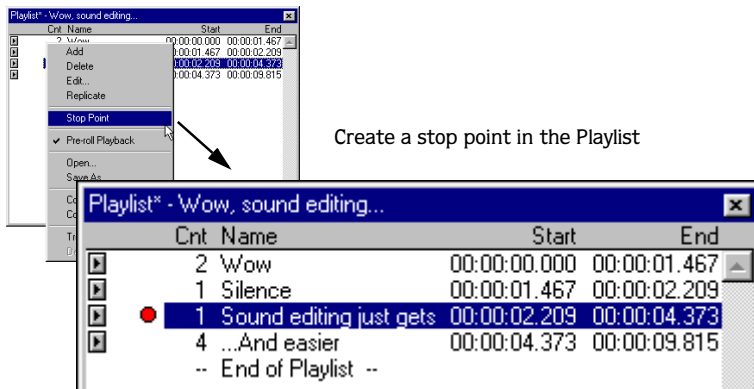 Playlist* - Wow, sound editing...
Cnt Name Start End
2 Wow 00:00:00.000 00:00:01.467
00:00:01.467 00:00:02.209
00:00:02.209 00:00:04.373
00:00:04.373 00:00:09.815
Add
Delete
Edit...
Replicate
Stop Point
Pre-roll Playback
Open...
Save As
Create a stop point in the Playlist
Playlist* - Wow, sound editing...
Cnt Name Start End
2 Wow 00:00:00.000 00:00:01.467
1 Silence 00:00:01.467 00:00:02.209
1 Sound editing just gets 00:00:02.209 00:00:04.373
4 ...And easier 00:00:04.373 00:00:09.815
-- End of Playlist --